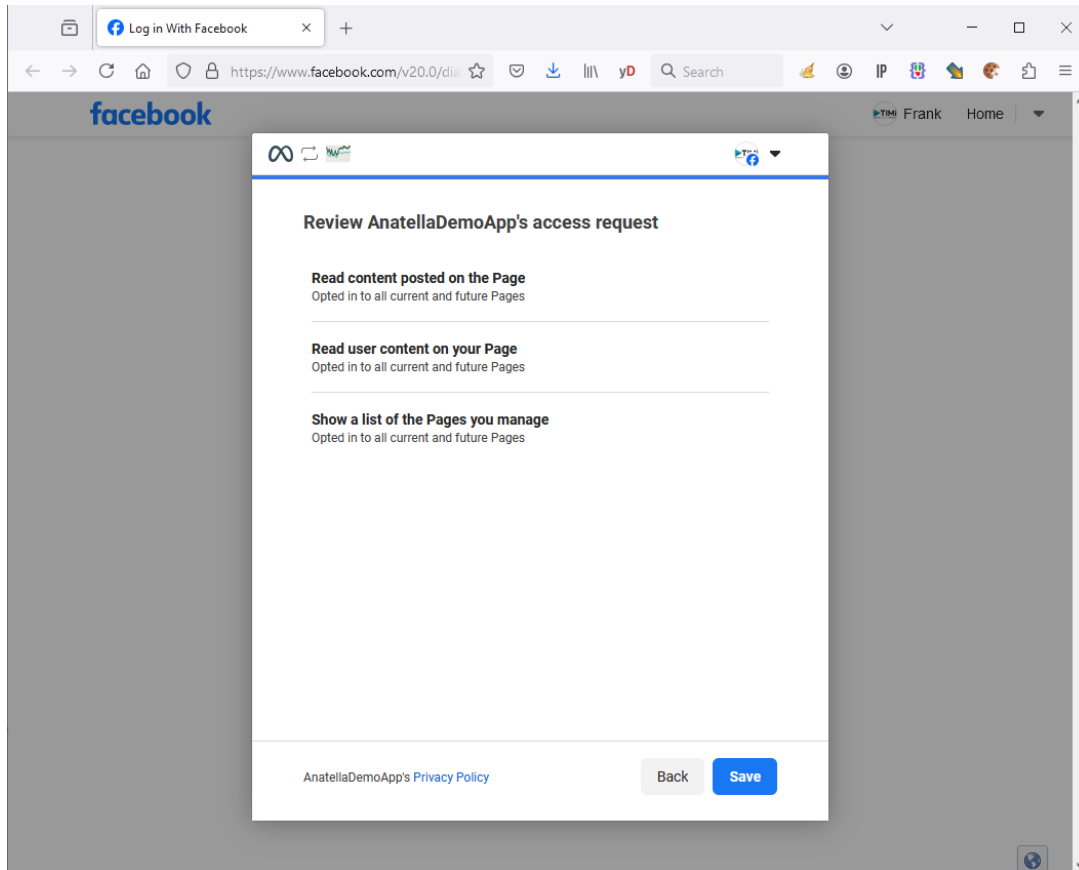 Log in With Facebook
https://www.facebook.com/v20.0/dia
yD
Search
IP
facebook
TIMi Frank Home
Review AnatellaDemoApp's access request
Read content posted on the Page
Opted in to all current and future Pages
Read user content on your Page
Opted in to all current and future Pages
Show a list of the Pages you manage
Opted in to all current and future Pages
AnatellaDemoApp's Privacy Policy
Back
Save